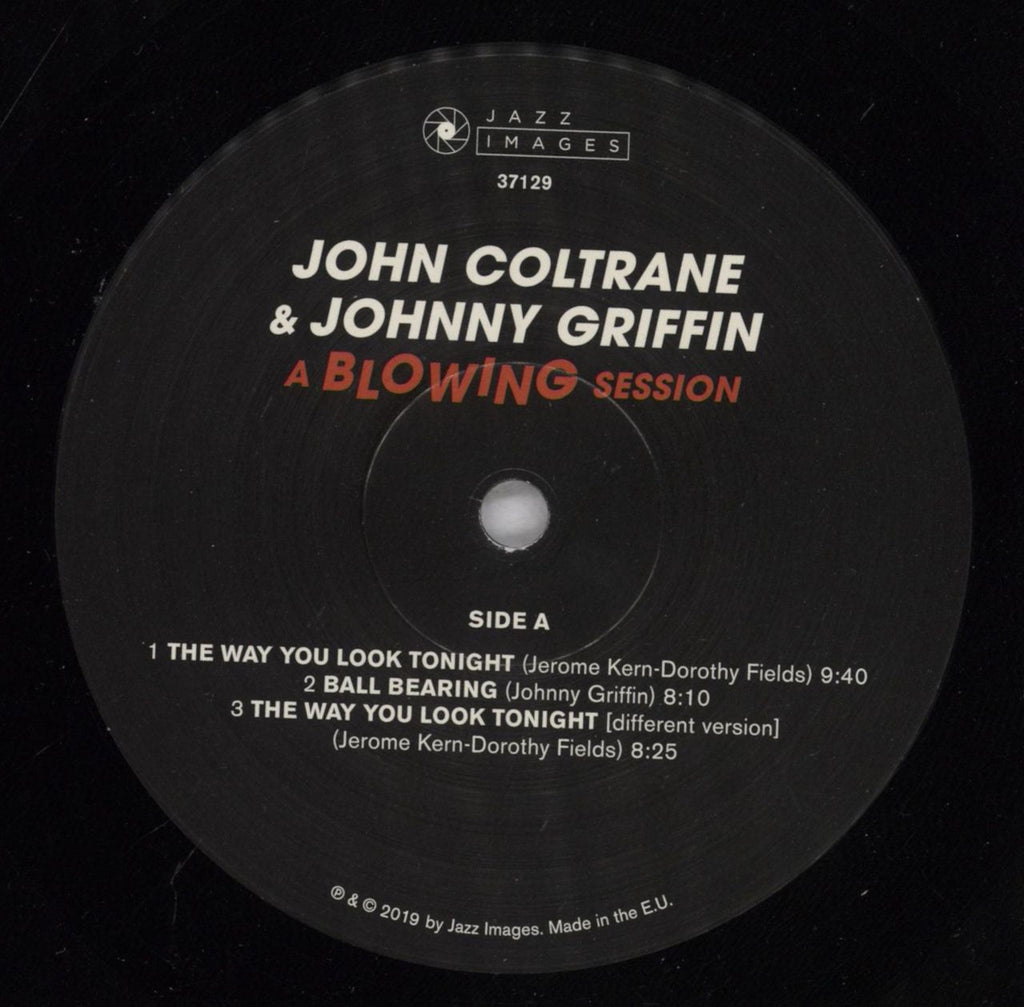 JAZZ
IMAGES
37129
JOHN COLTRANE
& JOHNNY GRIFFIN
A BLOWING SESSION
SIDE A
1 THE WAY YOU LOOK TONIGHT (Jerome Kern-Dorothy Fields) 9:40
2 BALL BEARING (Johnny Griffin) 8:10
3 THE WAY YOU LOOK TONIGHT [different version]
(Jerome Kern-Dorothy Fields) 8:25
℗ & © 2019 by Jazz Images. Made in the E.U.